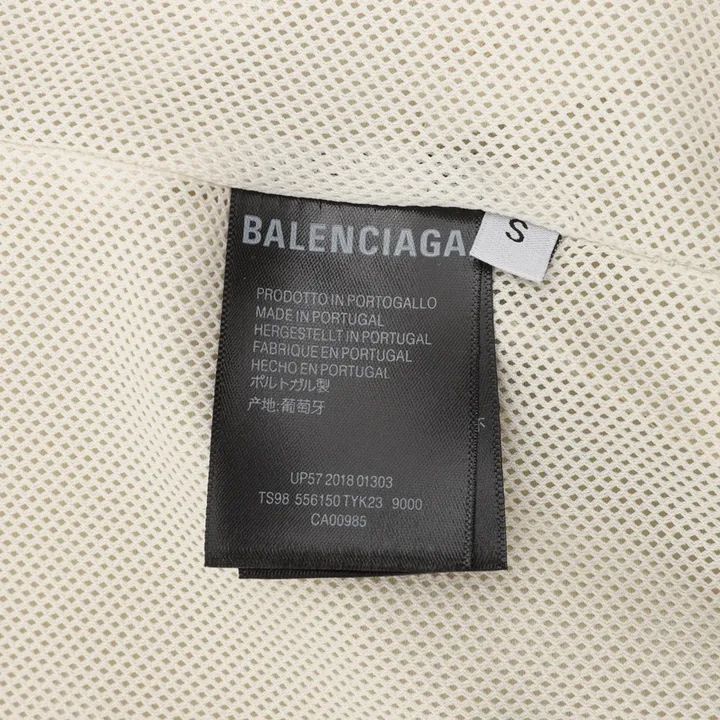 BALENCIAGA
S
PRODOTTO IN PORTOGALLO
MADE IN PORTUGAL
HERGESTELLT IN PORTUGAL
FABRIQUE EN PORTUGAL
HECHO EN PORTUGAL
ポルトガル製
产地:葡萄牙
UP57 2018 01303
TS98 556150 TYK23 9000
CA00985